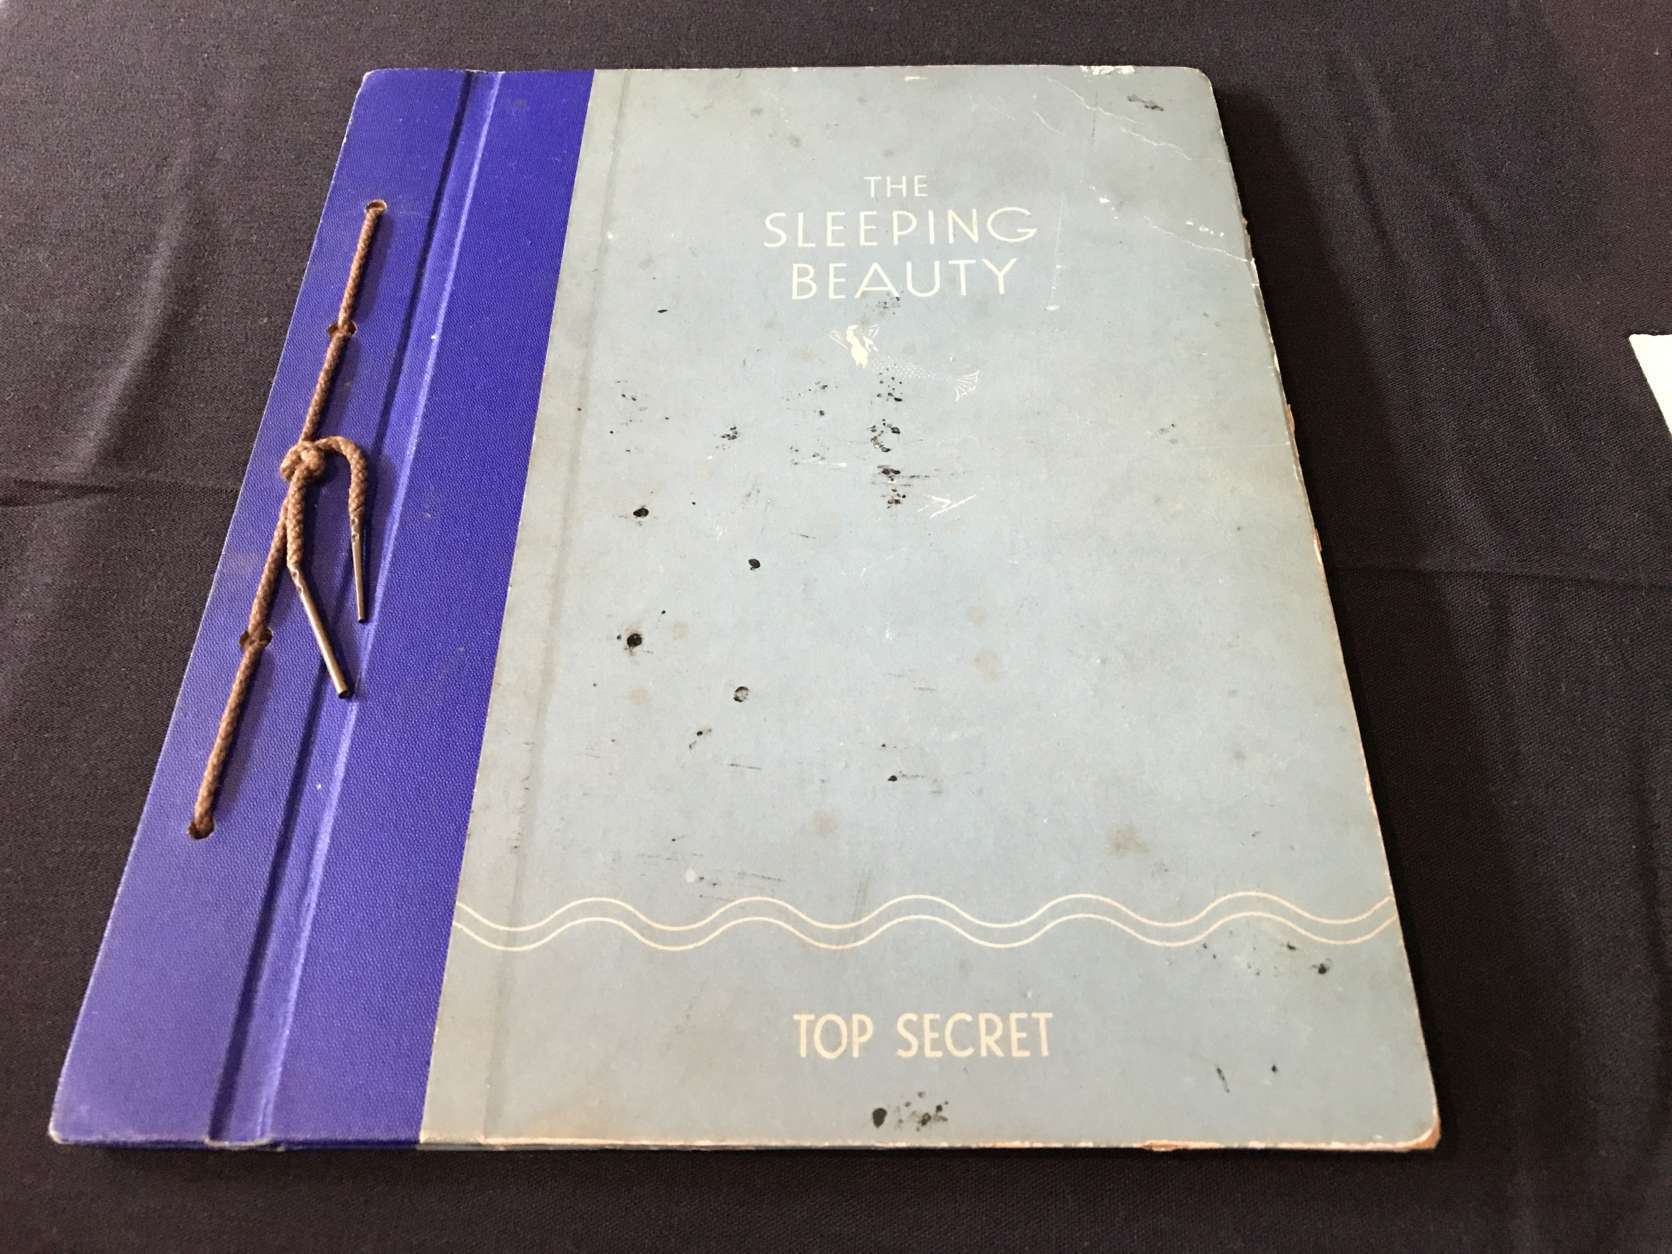 THE
SLEEPING
BEAUTY
TOP SECRET